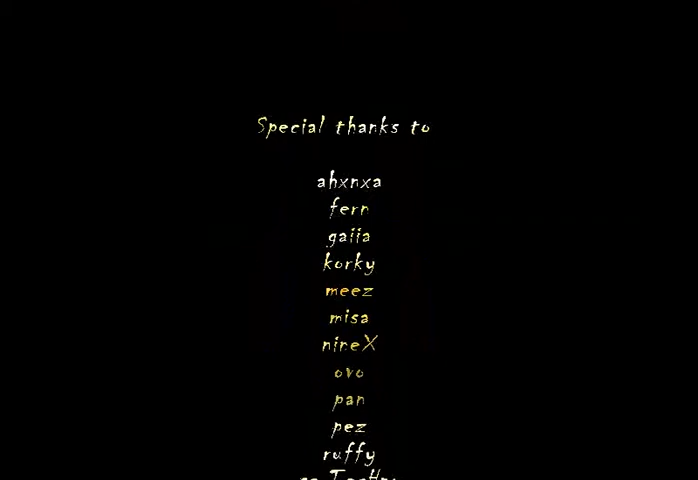 Special thanks to
ahxnxa
fern
gaiia
korky
meez
misa
nineX
ovo
pan
pez
ruffy